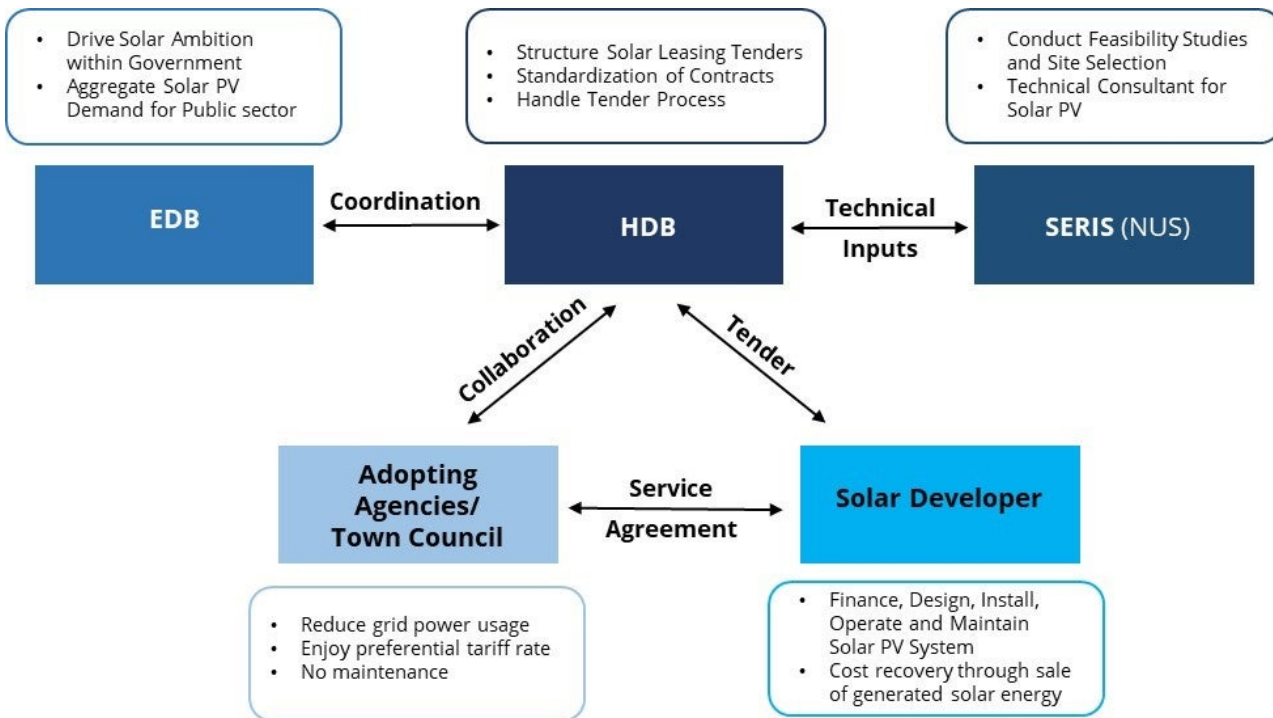 • Drive Solar Ambition
within Government
• Aggregate Solar PV
Demand for Public sector
• Structure Solar Leasing Tenders
• Standardization of Contracts
• Handle Tender Process
• Conduct Feasibility Studies
and Site Selection
• Technical Consultant for
Solar PV
EDB
Coordination
HDB
Technical
Inputs
SERIS (NUS)
Collaboration
Tender
Adopting
Agencies/
Town Council
Service
Agreement
Solar Developer
• Reduce grid power usage
• Enjoy preferential tariff rate
• No maintenance
• Finance, Design, Install,
Operate and Maintain
Solar PV System
• Cost recovery through sale
of generated solar energy